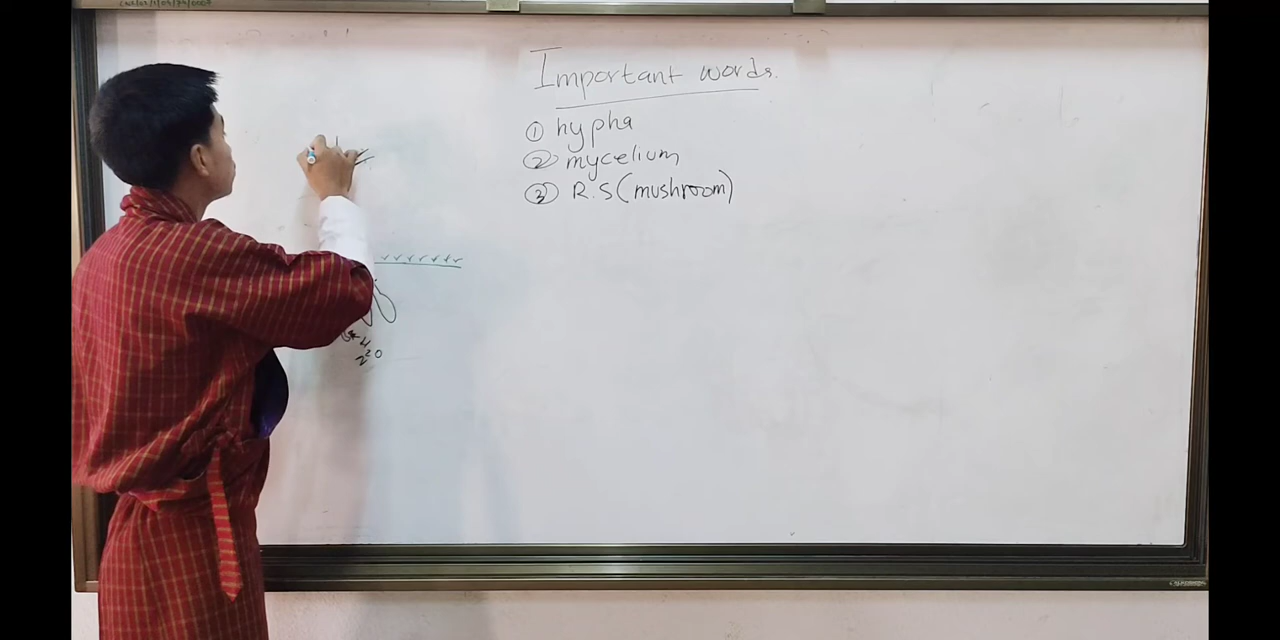 Important words.
① hypha
② mycelium
③ R.S (mushroom)